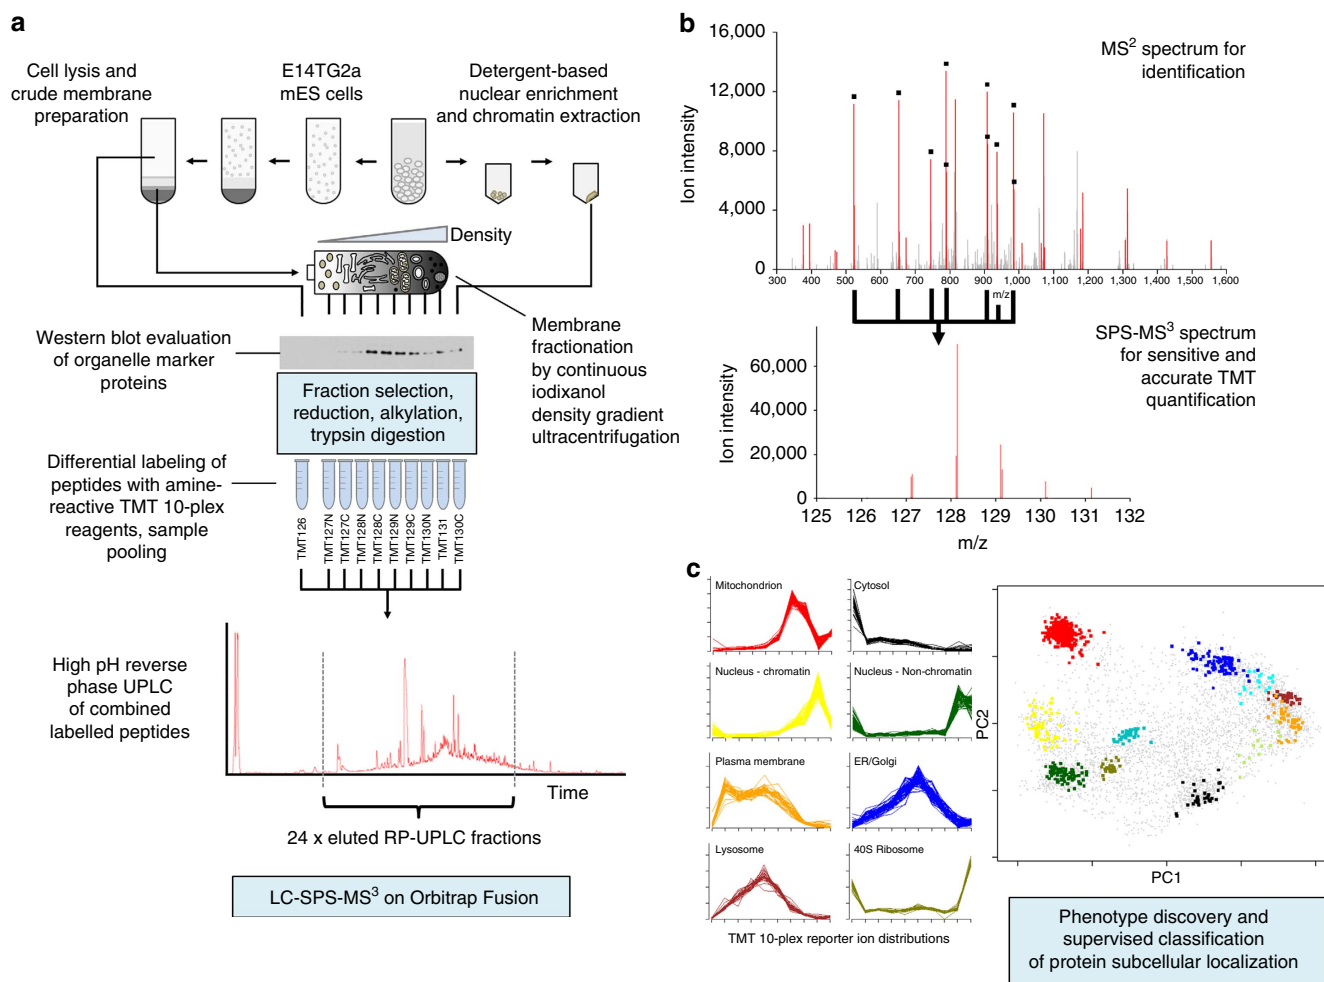 a
Cell lysis and
crude membrane
preparation
E14TG2a
mES cells
Detergent-based
nuclear enrichment
and chromatin extraction
Density
Western blot evaluation
of organelle marker
proteins
Membrane
fractionation
by continuous
iodixanol
density gradient
ultracentrifugation
Fraction selection,
reduction, alkylation,
trypsin digestion
Differential labeling of
peptides with amine-
reactive TMT 10-plex
reagents, sample
pooling
TMT126
TMT127N
TMT127C
TMT128N
TMT128C
TMT129N
TMT129C
TMT130N
TMT131
TMT130C
High pH reverse
phase UPLC
of combined
labelled peptides
Time
24 x eluted RP-UPLC fractions
LC-SPS-MS³ on Orbitrap Fusion
b
MS² spectrum for
identification
Ion intensity
16,000
12,000
8,000
4,000
0
300 400 500 600 700 800 900 1,000 1,100 1,200 1,300 1,400 1,500 1,600
m/z
SPS-MS³ spectrum
for sensitive and
accurate TMT
quantification
Ion intensity
60,000
40,000
20,000
0
125 126 127 128 129 130 131 132
m/z
c
Mitochondrion
Cytosol
Nucleus - chromatin
Nucleus - Non-chromatin
Plasma membrane
ER/Golgi
Lysosome
40S Ribosome
TMT 10-plex reporter ion distributions
PC2
PC1
Phenotype discovery and
supervised classification
of protein subcellular localization